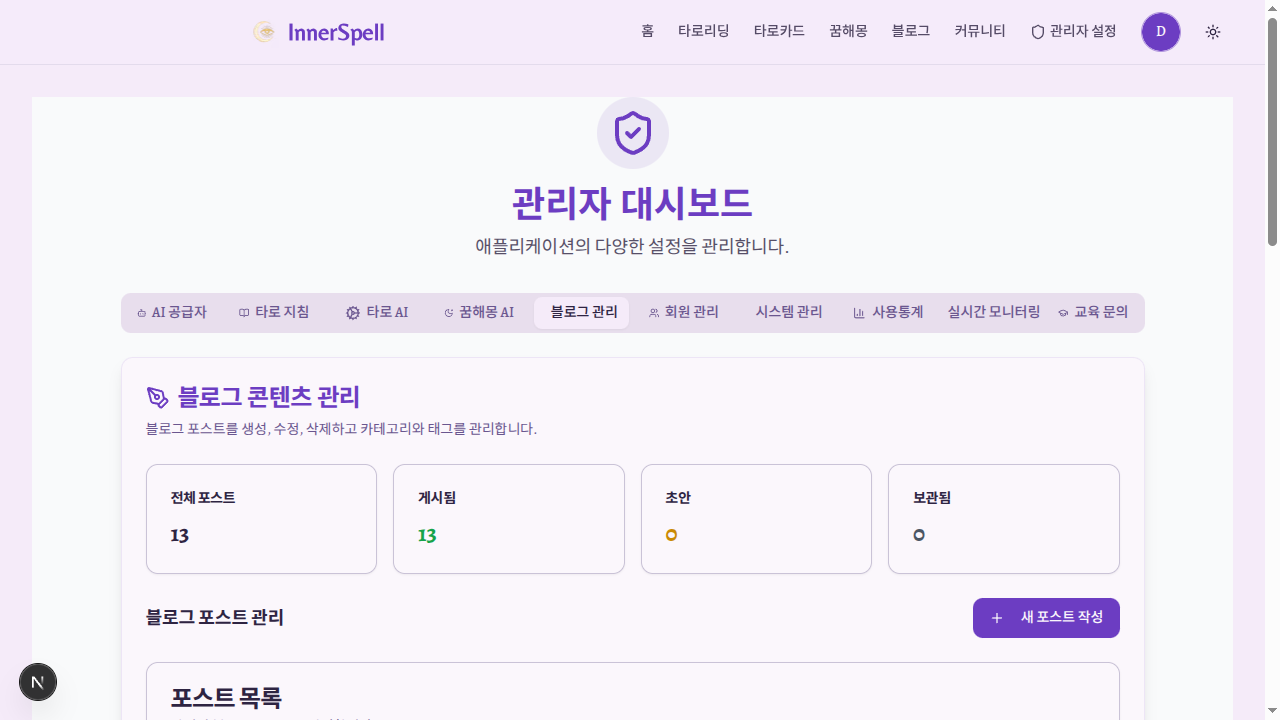 InnerSpell
홈 타로리딩 타로카드 꿈해몽 블로그 커뮤니티 관리자 설정 D
관리자 대시보드
애플리케이션의 다양한 설정을 관리합니다.
AI 공급자 타로 지침 타로 AI 꿈해몽 AI 블로그 관리 회원 관리 시스템 관리 사용통계 실시간 모니터링 교육 문의
블로그 콘텐츠 관리
블로그 포스트를 생성, 수정, 삭제하고 카테고리와 태그를 관리합니다.
전체 포스트 게시됨 초안 보관됨
13 13 0 0
블로그 포스트 관리 새 포스트 작성
N
포스트 목록